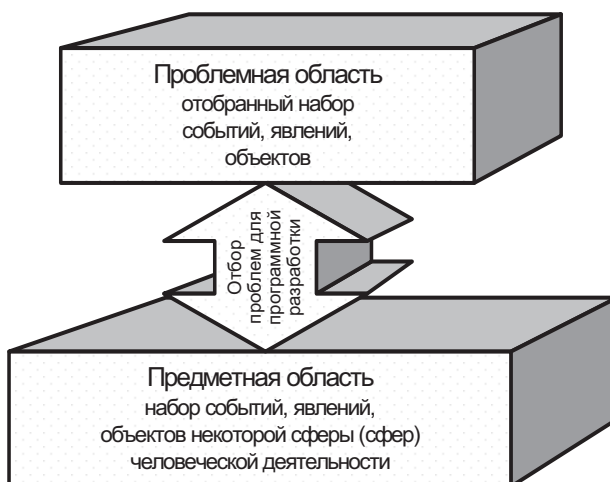 Проблемная область
отобранный набор
событий, явлений,
объектов
Отбор
проблем для
программной
разработки
Предметная область
набор событий, явлений,
объектов некоторой сферы (сфер)
человеческой деятельности